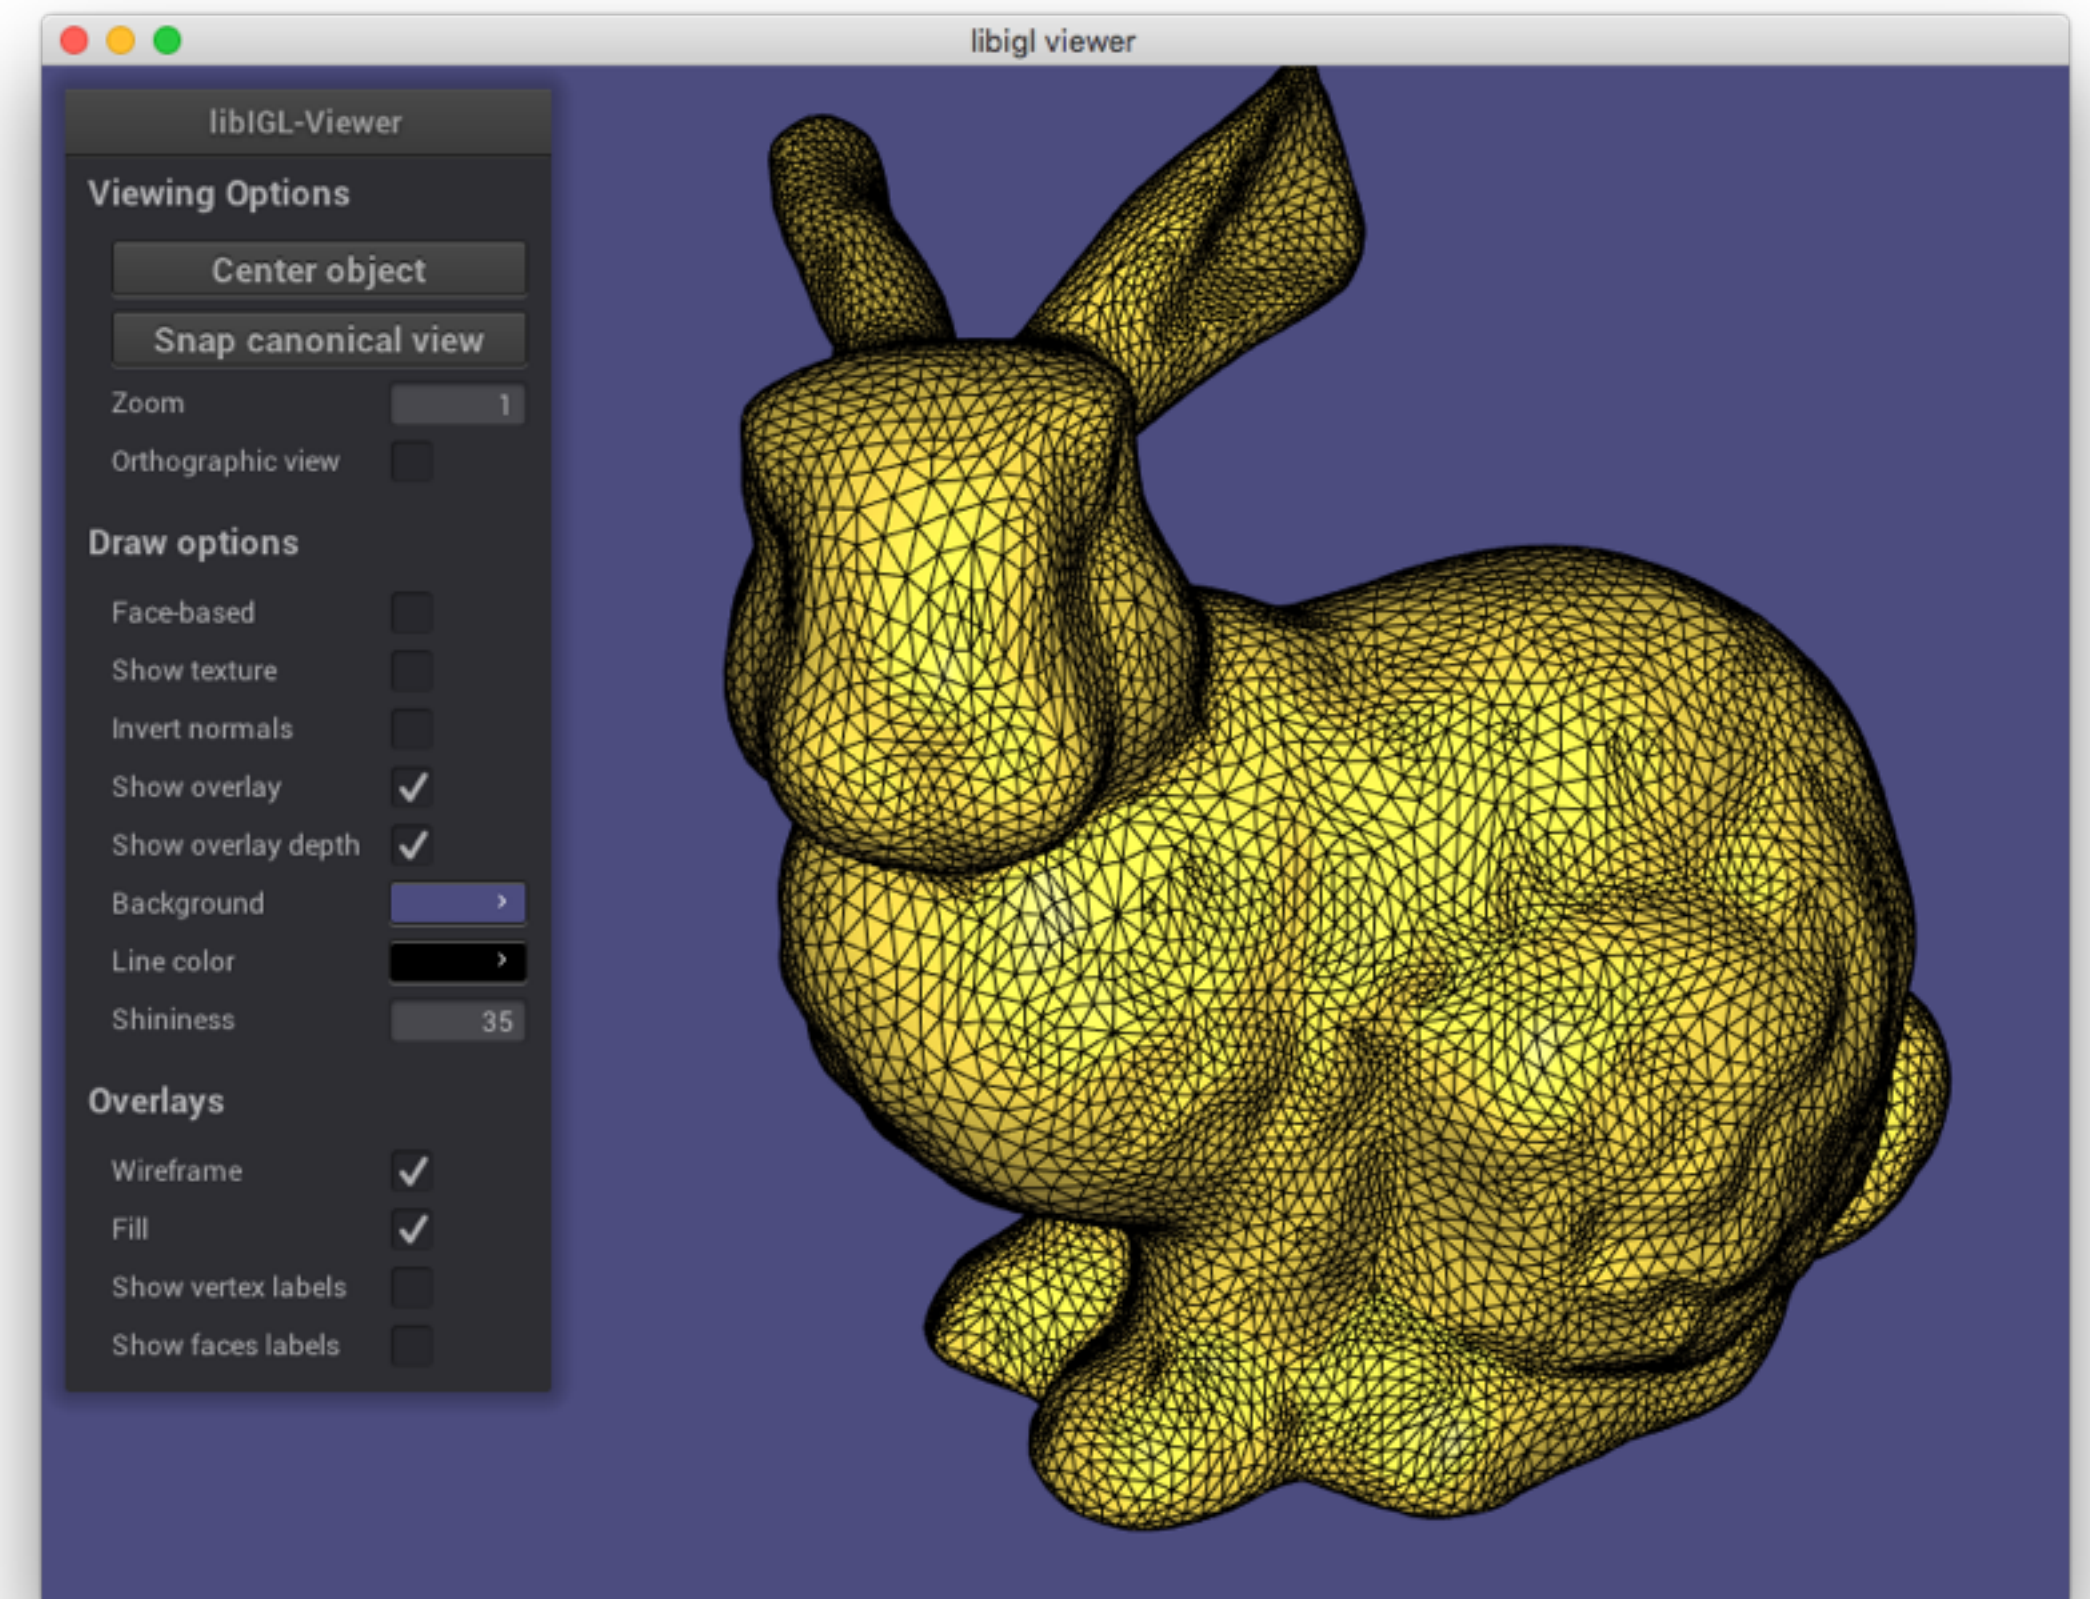 libigl viewer
libIGL-Viewer
Viewing Options
Center object
Snap canonical view
Zoom 1
Orthographic view
Draw options
Face-based
Show texture
Invert normals
Show overlay
Show overlay depth
Background
Line color
Shininess 35
Overlays
Wireframe
Fill
Show vertex labels
Show faces labels